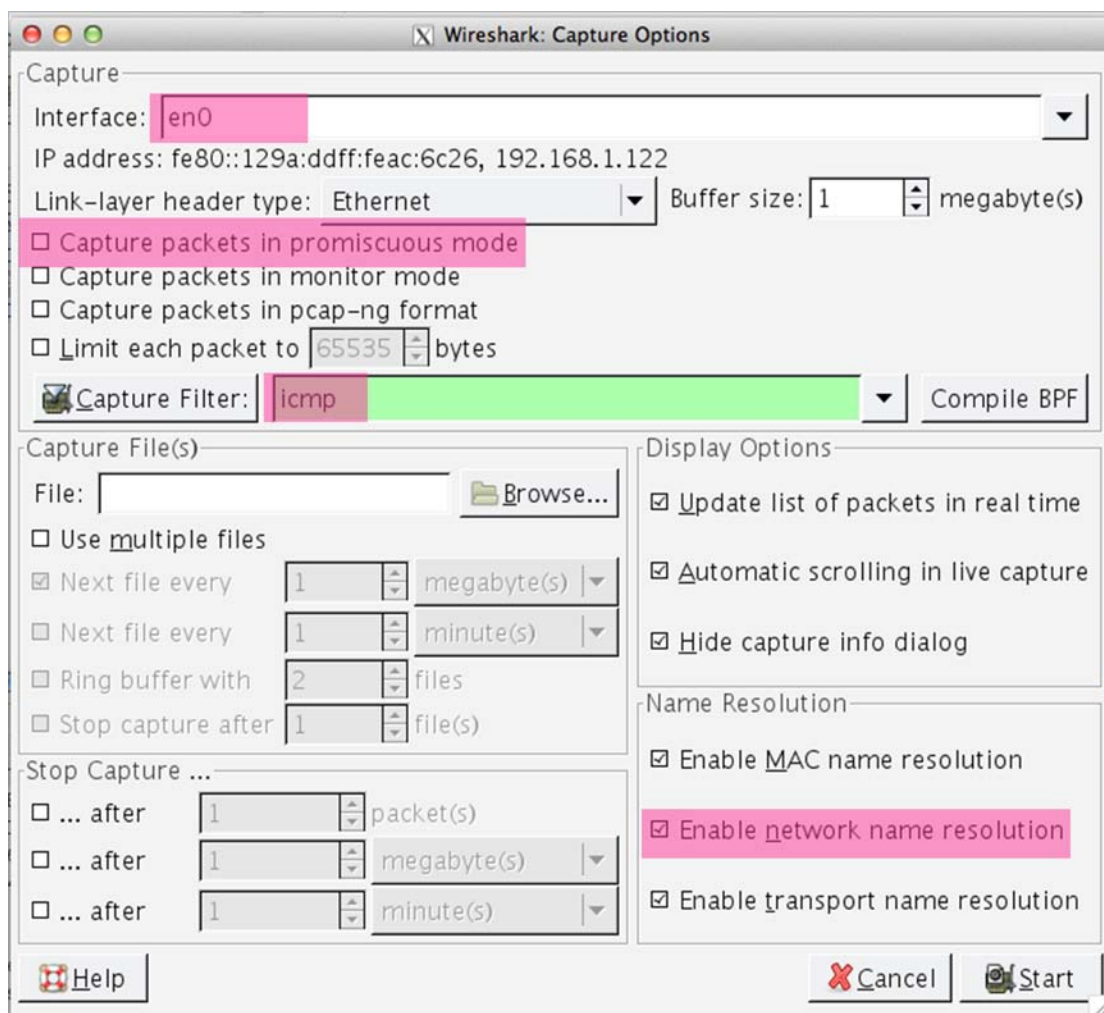 Wireshark: Capture Options
Capture
Interface: en0
IP address: fe80::129a:ddff:feac:6c26, 192.168.1.122
Link-layer header type: Ethernet Buffer size: 1 megabyte(s)
Capture packets in promiscuous mode
Capture packets in monitor mode
Capture packets in pcap-ng format
Limit each packet to 65535 bytes
Capture Filter: icmp Compile BPF
Capture File(s)
File: Browse...
Use multiple files
Next file every 1 megabyte(s)
Next file every 1 minute(s)
Ring buffer with 2 files
Stop capture after 1 file(s)
Stop Capture ...
... after 1 packet(s)
... after 1 megabyte(s)
... after 1 minute(s)
Display Options
Update list of packets in real time
Automatic scrolling in live capture
Hide capture info dialog
Name Resolution
Enable MAC name resolution
Enable network name resolution
Enable transport name resolution
Help Cancel Start